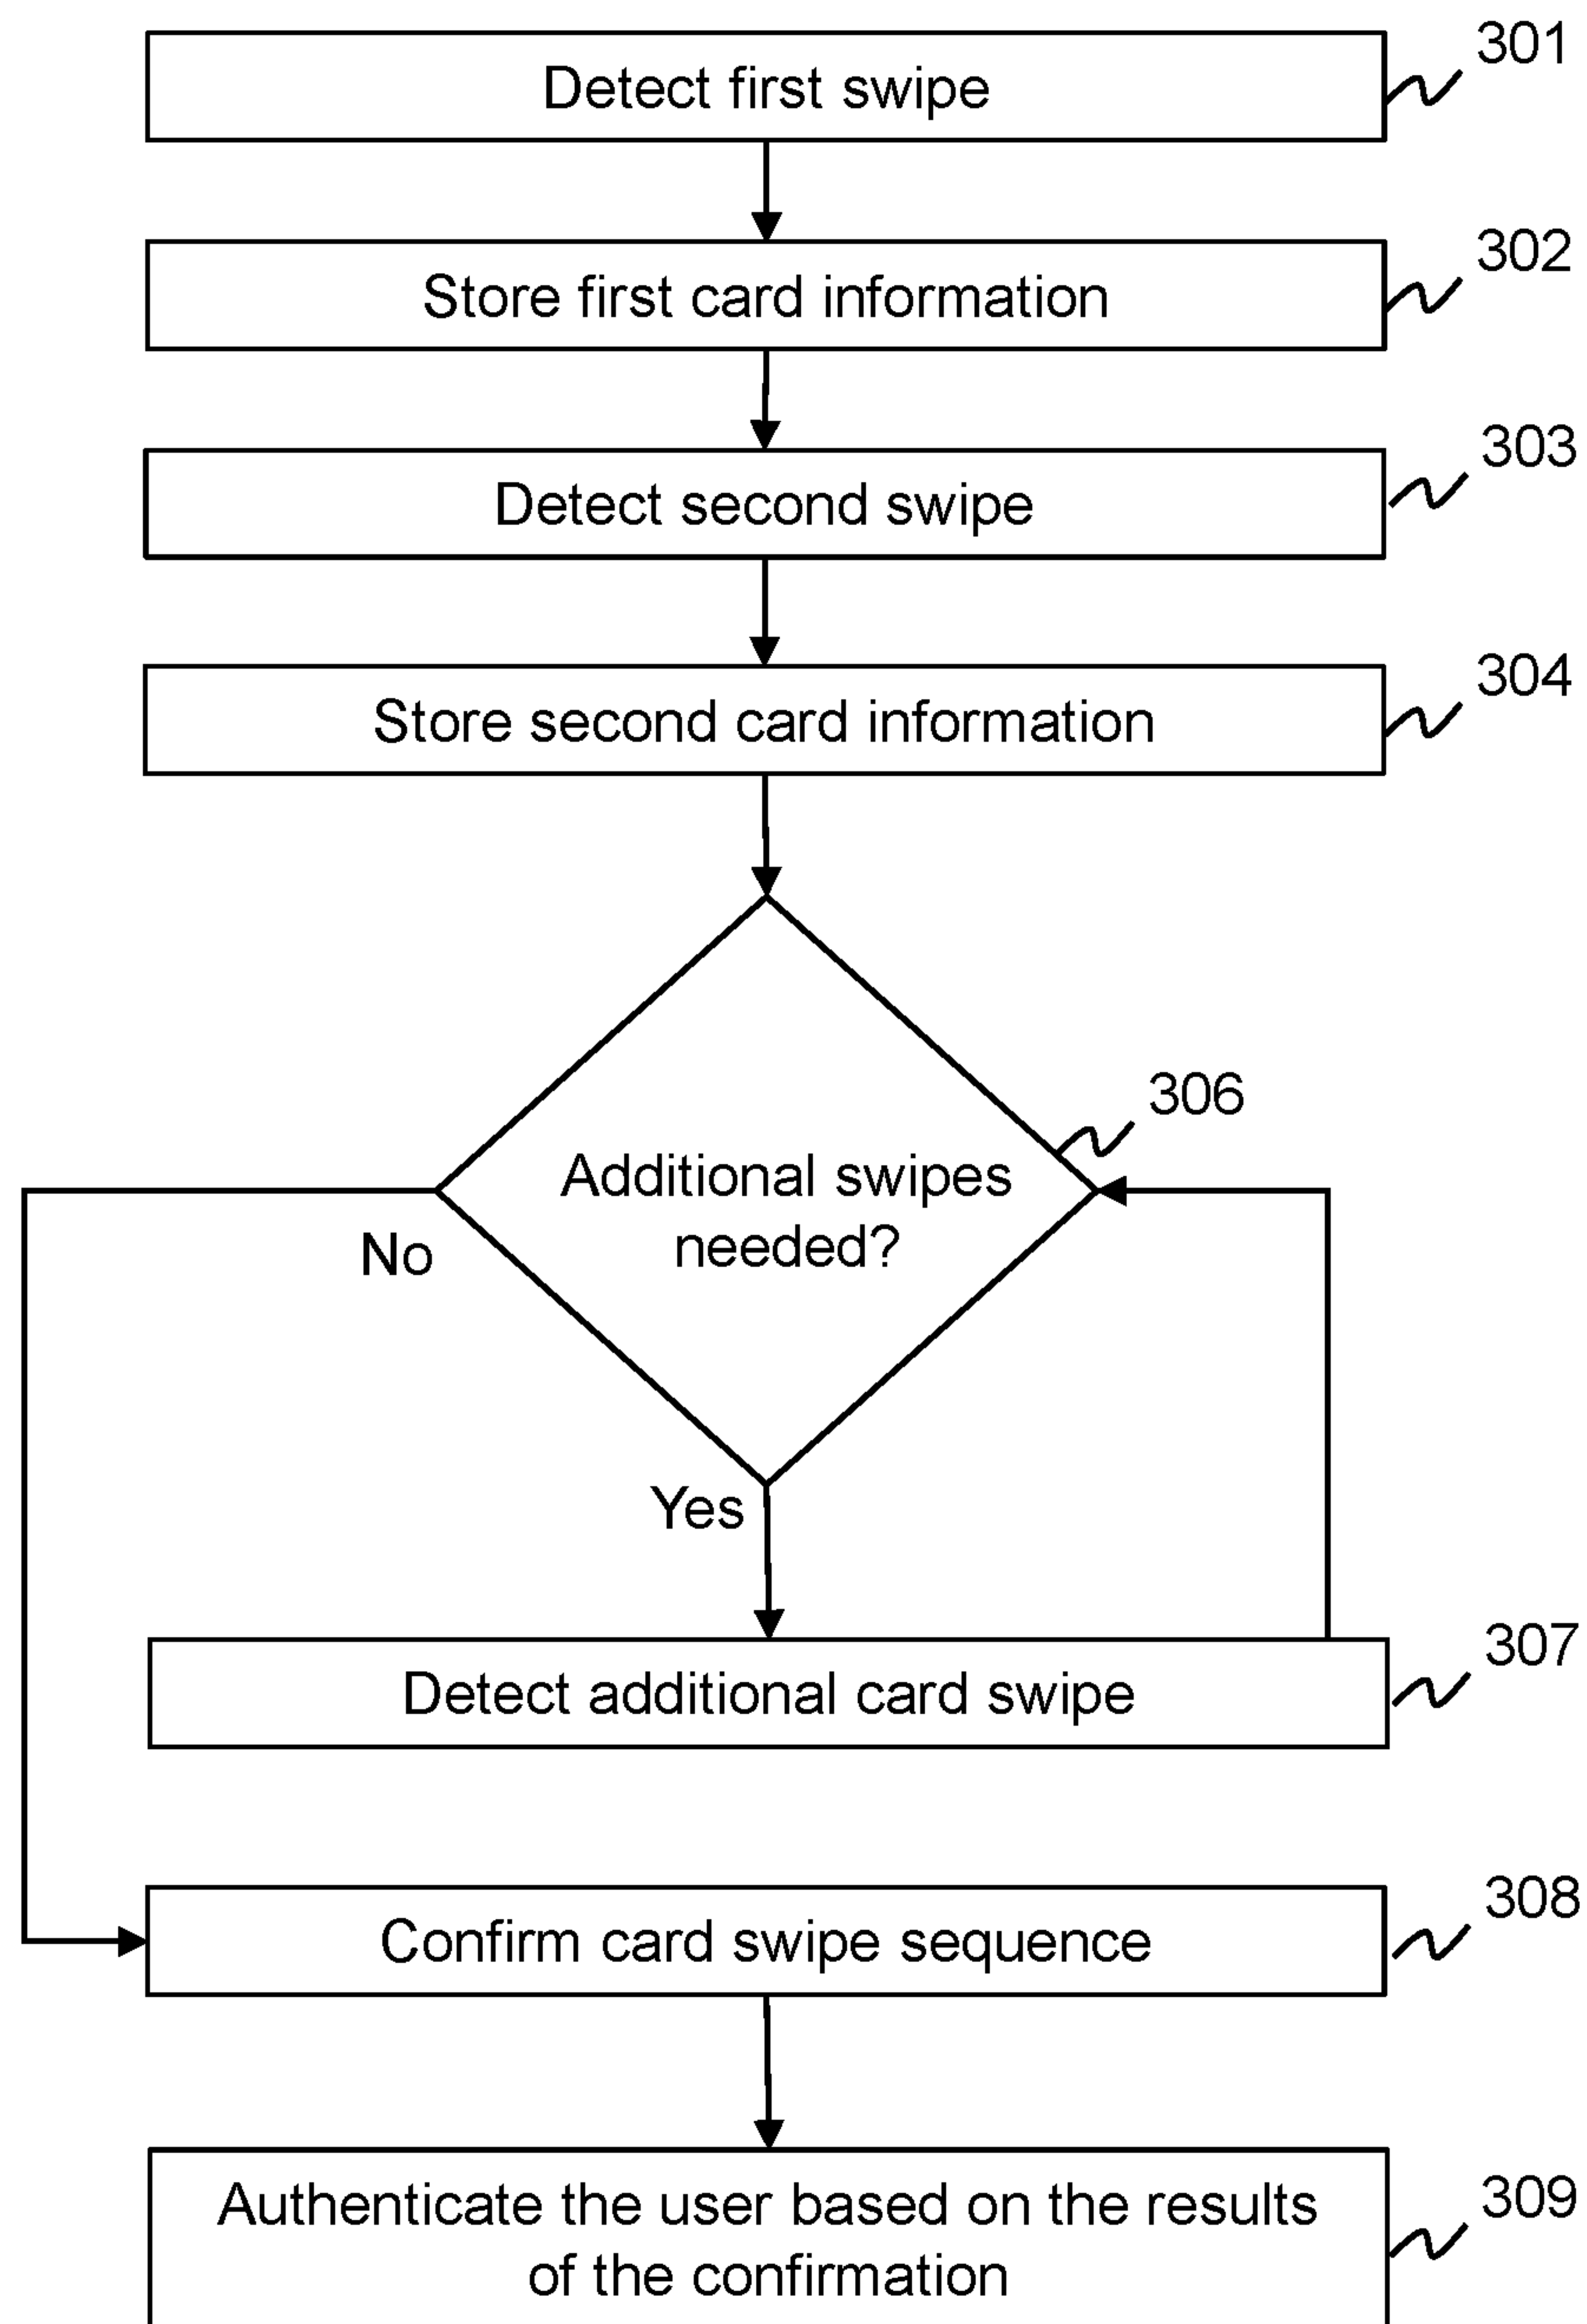 Detect first swipe
301
Store first card information
302
Detect second swipe
303
Store second card information
304
306
Additional swipes
needed?
No
Yes
Detect additional card swipe
307
Confirm card swipe sequence
308
Authenticate the user based on the results
of the confirmation
309